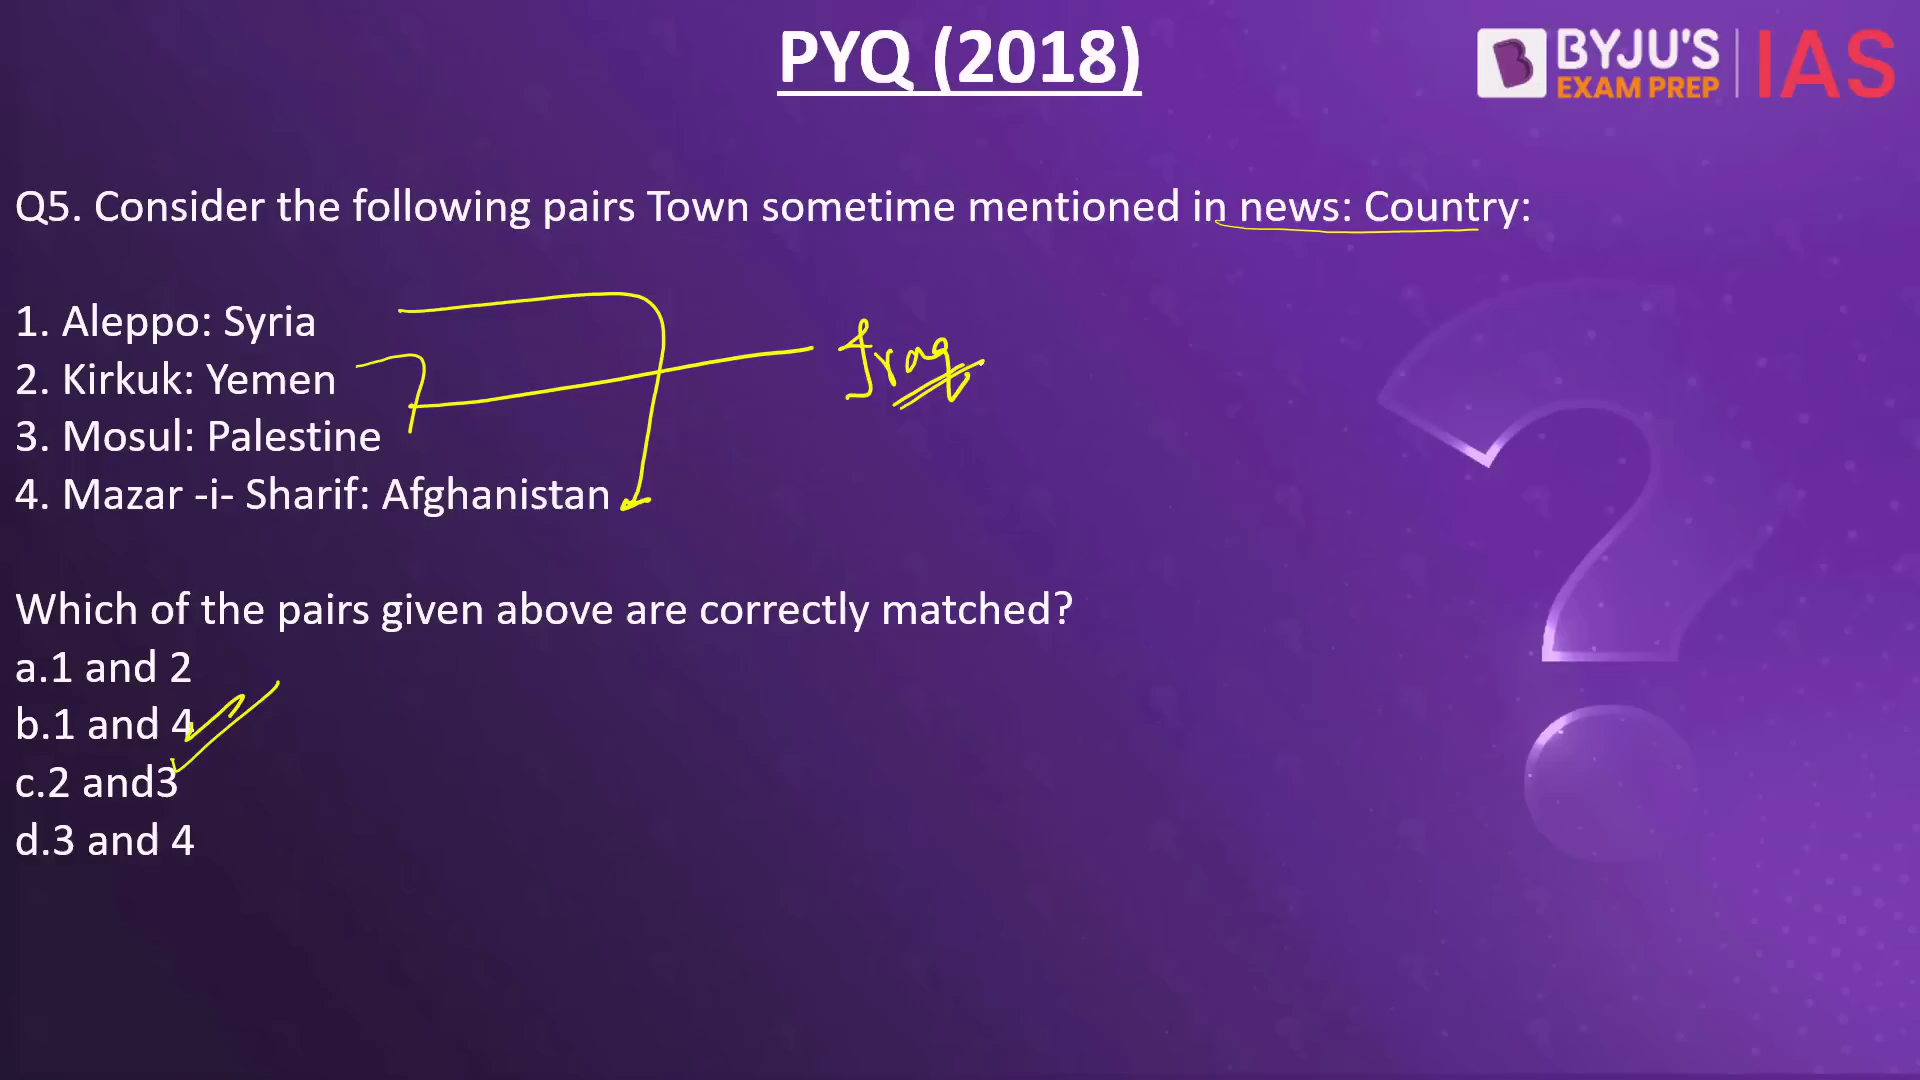 PYQ (2018)
BYJU'S
EXAM PREP
IAS
Q5. Consider the following pairs Town sometime mentioned in news: Country:
1. Aleppo: Syria
2. Kirkuk: Yemen
3. Mosul: Palestine
4. Mazar -i- Sharif: Afghanistan
Iraq
Which of the pairs given above are correctly matched?
a.1 and 2
b.1 and 4
c.2 and3
d.3 and 4